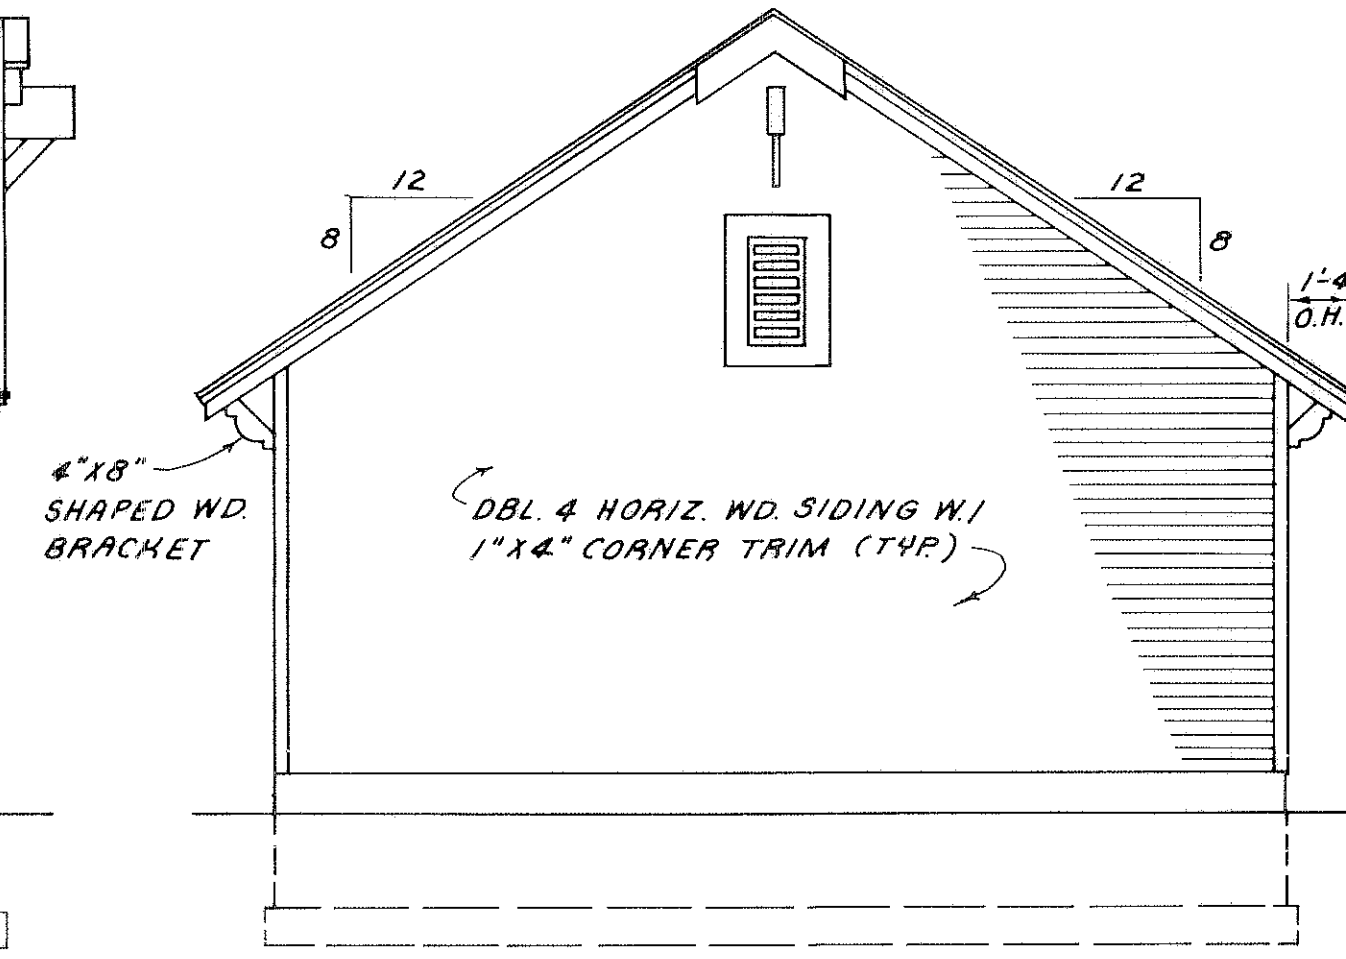 12
8
12
8
1'-4
O.H.
4"X8"
SHAPED WD.
BRACKET
DBL. 4 HORIZ. WD. SIDING W./
1"X4" CORNER TRIM (TYP.)